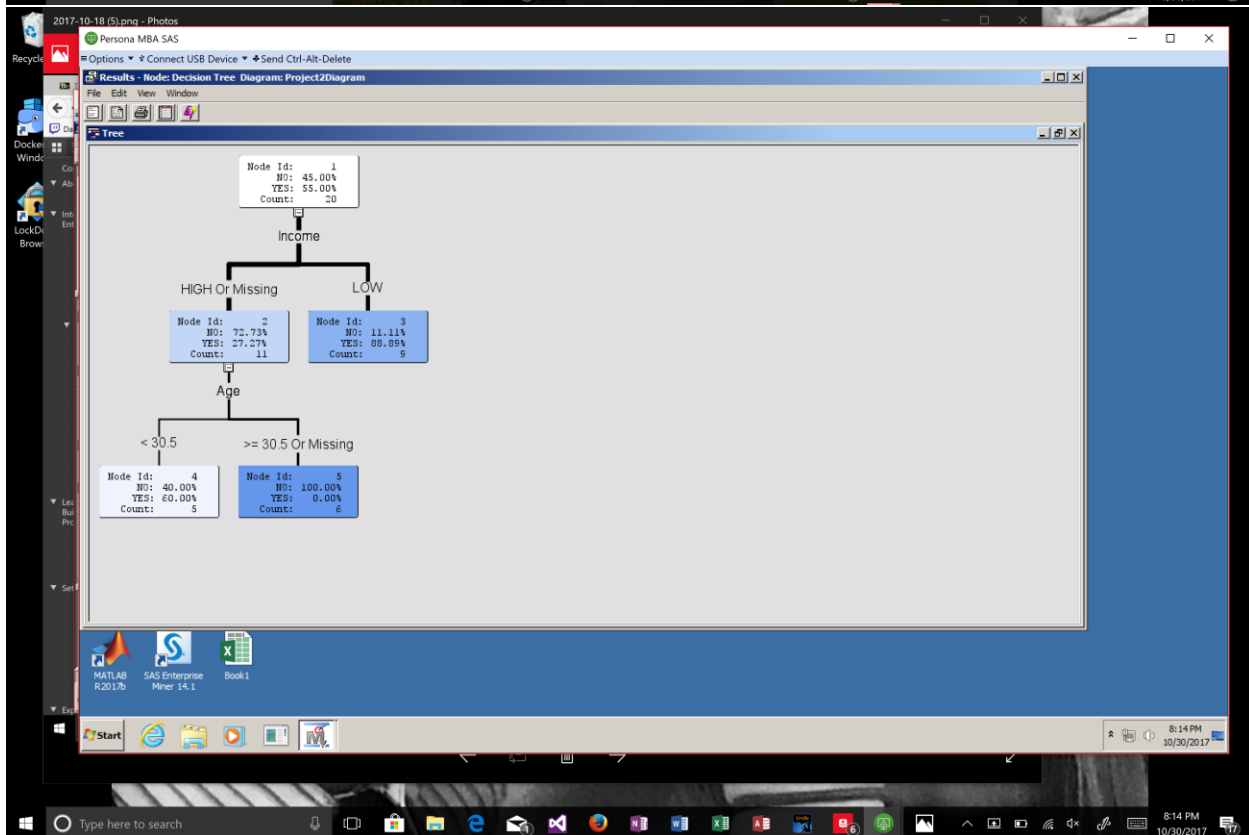 2017-10-18 (5).png - Photos
Persona MBA SAS
Options Connect USB Device Send Ctrl-Alt-Delete
Results - Node: Decision Tree Diagram: Project2Diagram
File Edit View Window
Tree
Node Id: 1
NO: 45.00%
YES: 55.00%
Count: 20
Income
HIGH Or Missing LOW
Node Id: 2 Node Id: 3
NO: 72.73% NO: 11.11%
YES: 27.27% YES: 88.89%
Count: 11 Count: 9
Age
< 30.5 >= 30.5 Or Missing
Node Id: 4 Node Id: 5
NO: 40.00% NO: 100.00%
YES: 60.00% YES: 0.00%
Count: 5 Count: 6
MATLAB SAS Enterprise Book1
R2017b Miner 14.1
Start
8:14 PM
10/30/2017
Type here to search
8:14 PM
10/30/2017